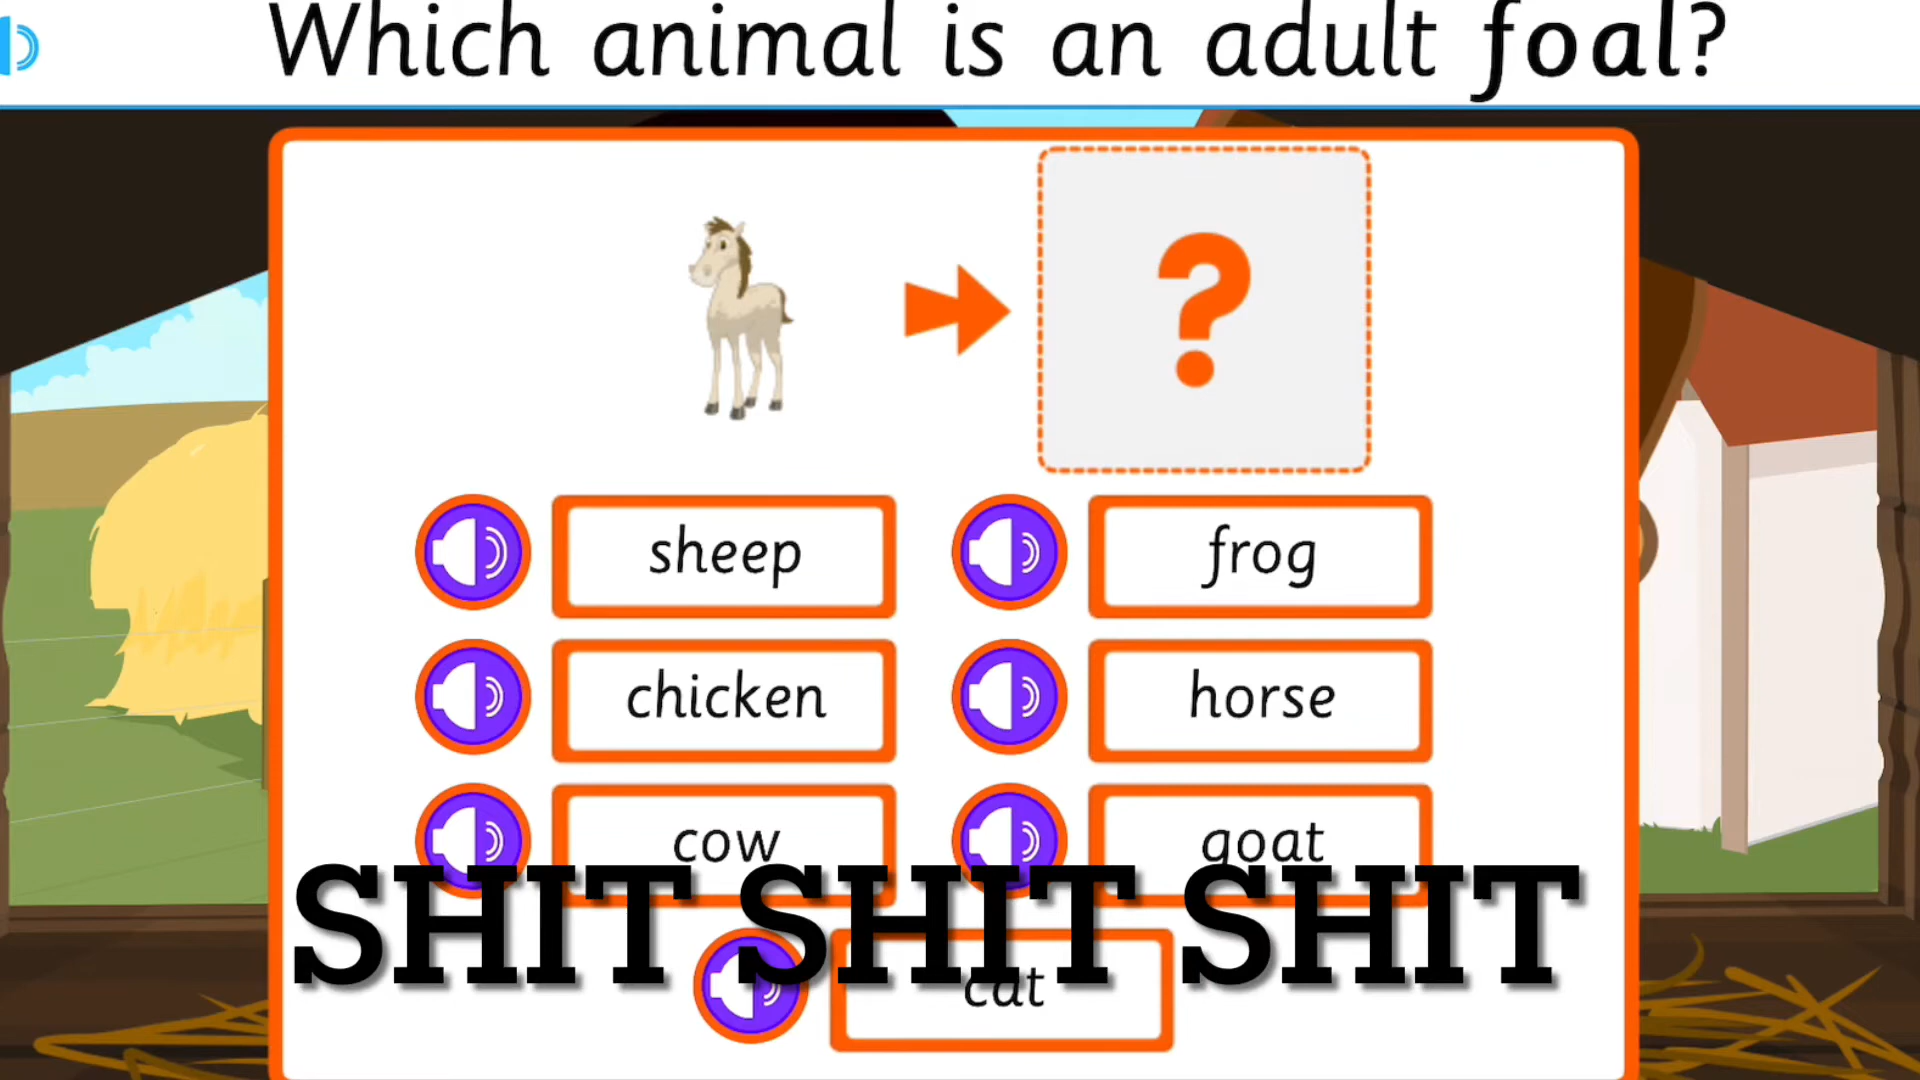 Which animal is an adult foal?
sheep
frog
chicken
horse
cow
goat
SHIT SHIT SHIT
cat